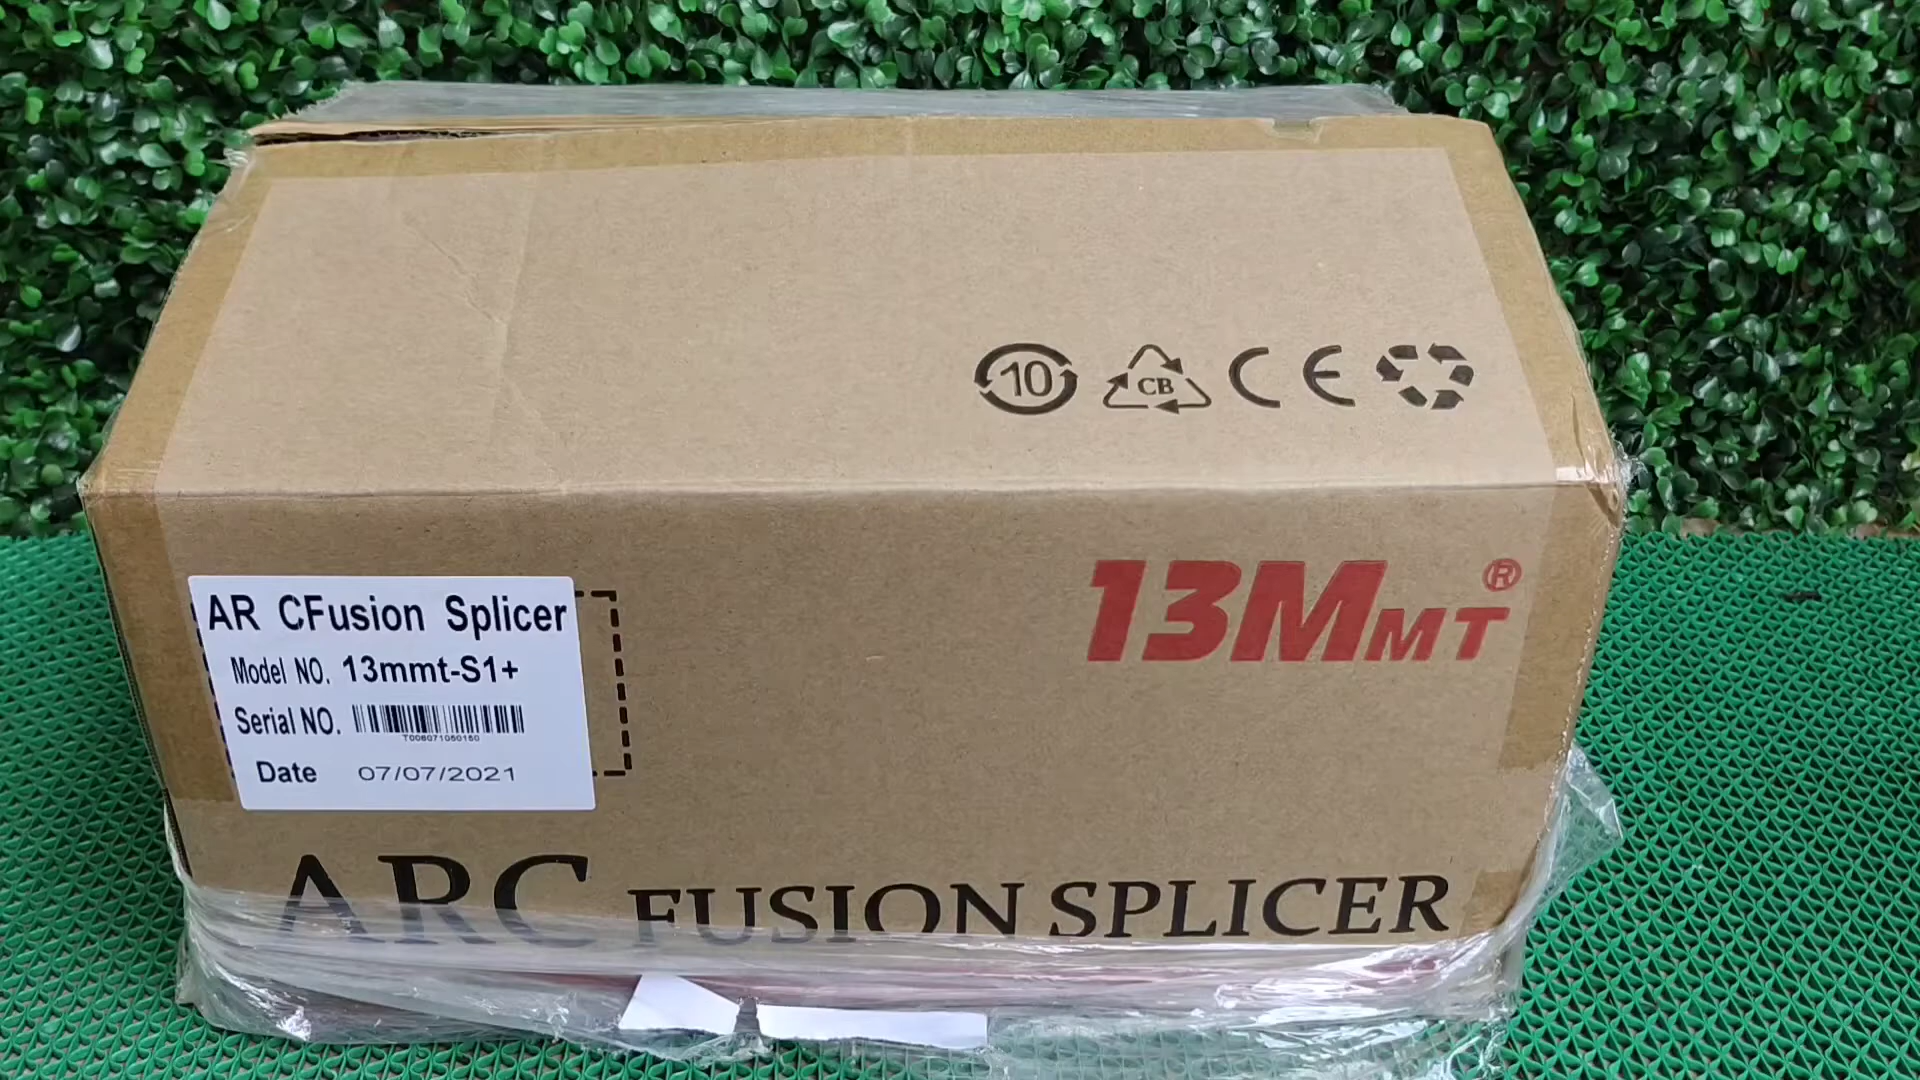 10 CB CE
13MMT®
AR CFusion Splicer
Model NO. 13mmt-S1+
Serial NO.
T006071050150
Date 07/07/2021
ARC FUSION SPLICER